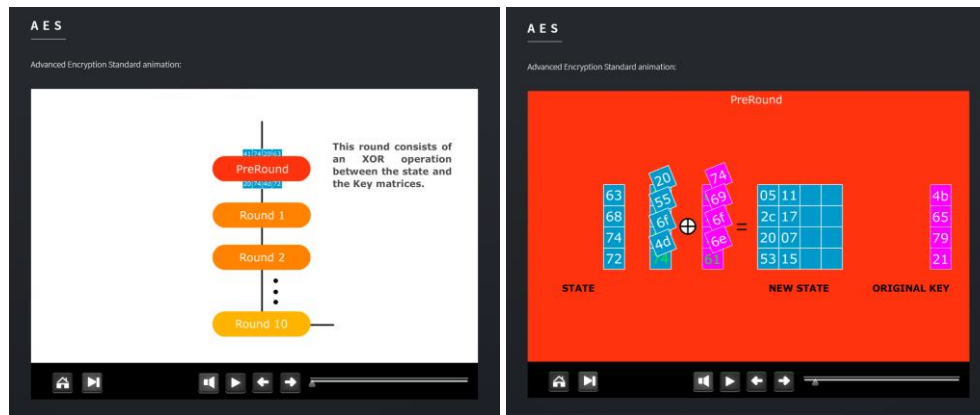 AES
Advanced Encryption Standard animation:
PreRound
This round consists of
an XOR operation
between the state and
the Key matrices.
Round 1
Round 2
Round 10
AES
Advanced Encryption Standard animation:
PreRound
63
68
74
72
20
55
6f
4d
74
69
6f
6e
61
=
05 11
2c 17
20 07
53 15
4b
65
79
21
STATE
NEW STATE
ORIGINAL KEY